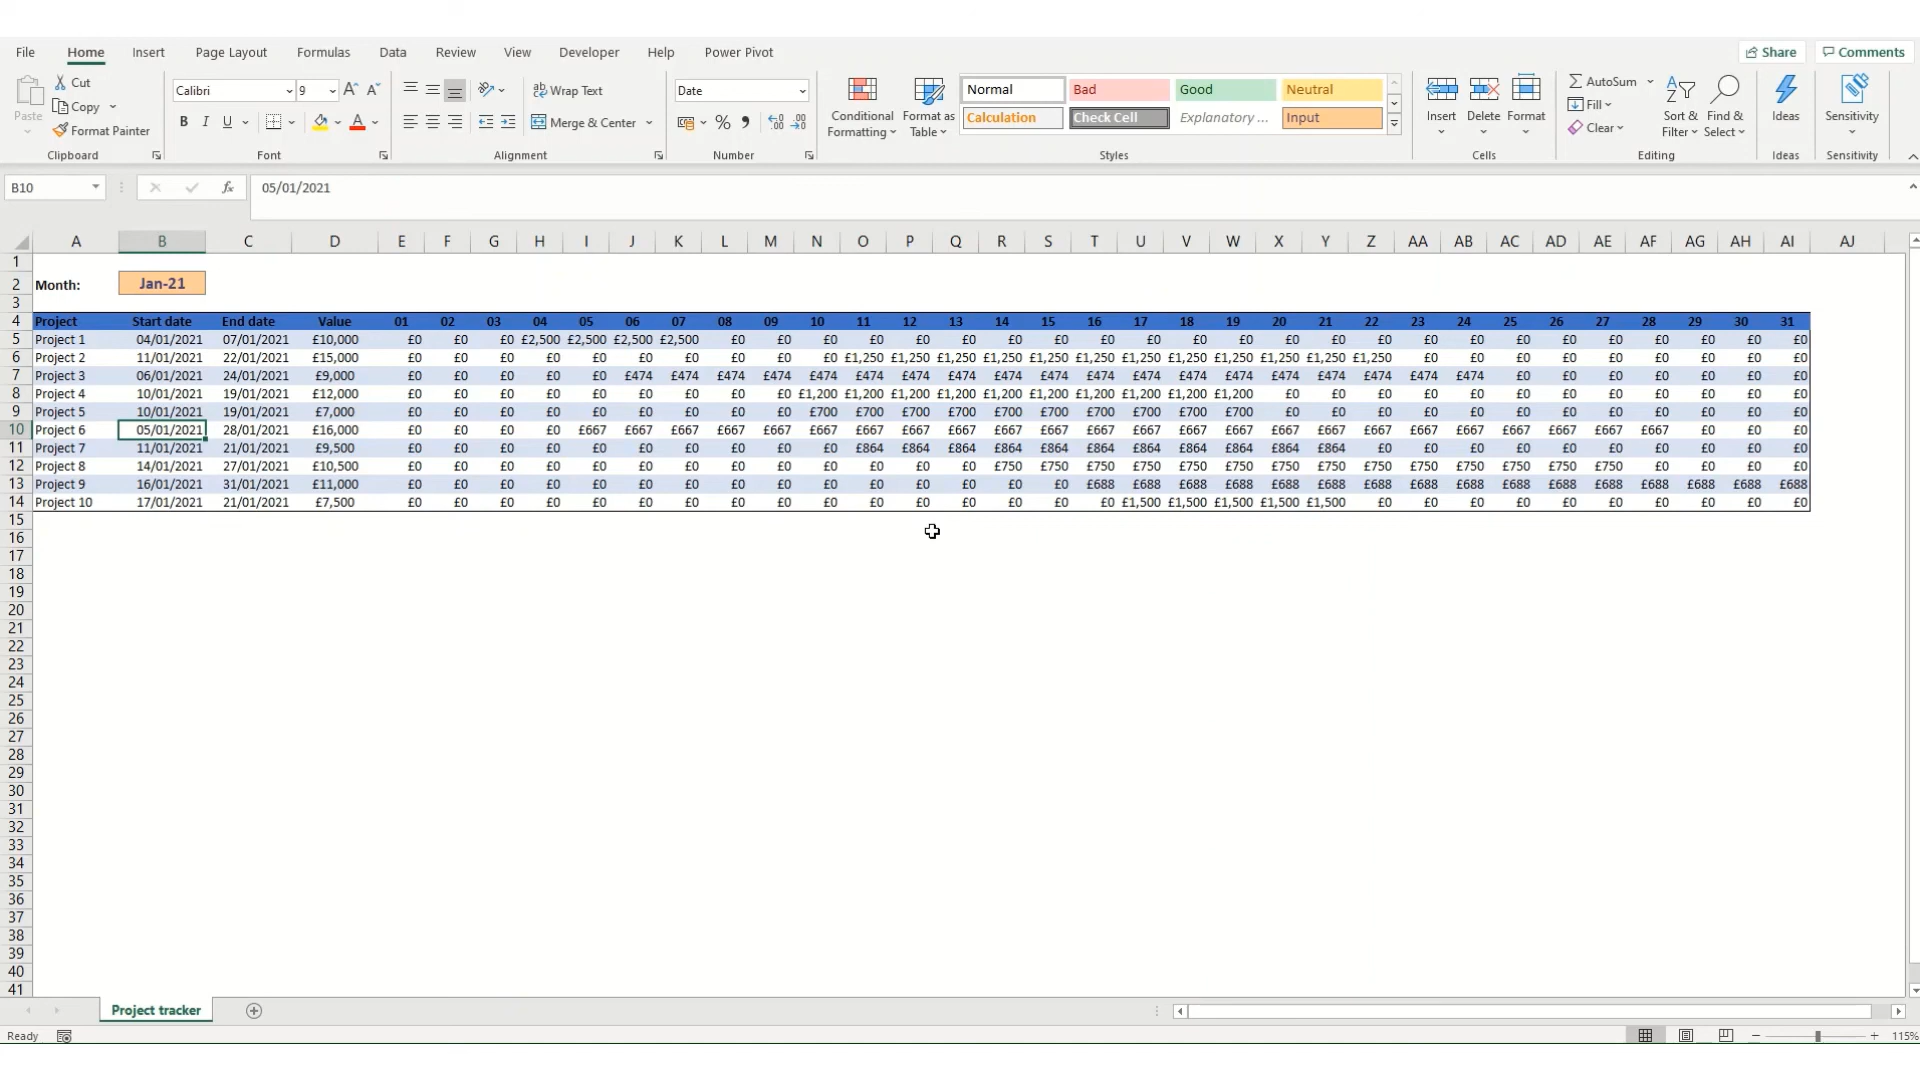 File Home Insert Page Layout Formulas Data Review View Developer Help Power Pivot Share Comments
Cut
Copy
Paste
Format Painter
Clipboard
Calibri 9 A A
B I U A
Font
ab Wrap Text
Merge & Center
Alignment
Date
%
Number
Conditional Formatting
Format as Table
Normal Bad Good Neutral
Calculation Check Cell Explanatory ... Input
Styles
Insert Delete Format
Cells
AutoSum
Fill
Clear
Sort & Filter
Find & Select
Editing
Ideas
Ideas
Sensitivity
Sensitivity
B10 fx 05/01/2021
A B C D E F G H I J K L M N O P Q R S T U V W X Y Z AA AB AC AD AE AF AG AH AI AJ
1
2 Month: Jan-21
3
4 Project Start date End date Value 01 02 03 04 05 06 07 08 09 10 11 12 13 14 15 16 17 18 19 20 21 22 23 24 25 26 27 28 29 30 31
5 Project 1 04/01/2021 07/01/2021 £10,000 £0 £0 £0 £2,500 £2,500 £2,500 £2,500 £0 £0 £0 £0 £0 £0 £0 £0 £0 £0 £0 £0 £0 £0 £0 £0 £0 £0 £0 £0 £0 £0 £0 £0
6 Project 2 11/01/2021 22/01/2021 £15,000 £0 £0 £0 £0 £0 £0 £0 £0 £0 £0 £1,250 £1,250 £1,250 £1,250 £1,250 £1,250 £1,250 £1,250 £1,250 £1,250 £1,250 £1,250 £0 £0 £0 £0 £0 £0 £0 £0 £0
7 Project 3 06/01/2021 24/01/2021 £9,000 £0 £0 £0 £0 £0 £474 £474 £474 £474 £474 £474 £474 £474 £474 £474 £474 £474 £474 £474 £474 £474 £474 £474 £474 £0 £0 £0 £0 £0 £0 £0
8 Project 4 10/01/2021 19/01/2021 £12,000 £0 £0 £0 £0 £0 £0 £0 £0 £0 £1,200 £1,200 £1,200 £1,200 £1,200 £1,200 £1,200 £1,200 £1,200 £1,200 £0 £0 £0 £0 £0 £0 £0 £0 £0 £0 £0 £0
9 Project 5 10/01/2021 19/01/2021 £7,000 £0 £0 £0 £0 £0 £0 £0 £0 £0 £700 £700 £700 £700 £700 £700 £700 £700 £700 £700 £0 £0 £0 £0 £0 £0 £0 £0 £0 £0 £0 £0
10 Project 6 05/01/2021 28/01/2021 £16,000 £0 £0 £0 £0 £667 £667 £667 £667 £667 £667 £667 £667 £667 £667 £667 £667 £667 £667 £667 £667 £667 £667 £667 £667 £667 £667 £667 £667 £0 £0 £0
11 Project 7 11/01/2021 21/01/2021 £9,500 £0 £0 £0 £0 £0 £0 £0 £0 £0 £0 £864 £864 £864 £864 £864 £864 £864 £864 £864 £864 £864 £0 £0 £0 £0 £0 £0 £0 £0 £0 £0
12 Project 8 14/01/2021 27/01/2021 £10,500 £0 £0 £0 £0 £0 £0 £0 £0 £0 £0 £0 £0 £0 £750 £750 £750 £750 £750 £750 £750 £750 £750 £750 £750 £750 £750 £750 £0 £0 £0 £0
13 Project 9 16/01/2021 31/01/2021 £11,000 £0 £0 £0 £0 £0 £0 £0 £0 £0 £0 £0 £0 £0 £0 £0 £688 £688 £688 £688 £688 £688 £688 £688 £688 £688 £688 £688 £688 £688 £688 £688
14 Project 10 17/01/2021 21/01/2021 £7,500 £0 £0 £0 £0 £0 £0 £0 £0 £0 £0 £0 £0 £0 £0 £0 £0 £1,500 £1,500 £1,500 £1,500 £1,500 £0 £0 £0 £0 £0 £0 £0 £0 £0 £0
15
16
17
18
19
20
21
22
23
24
25
26
27
28
29
30
31
32
33
34
35
36
37
38
39
40
41
Project tracker
Ready 115%